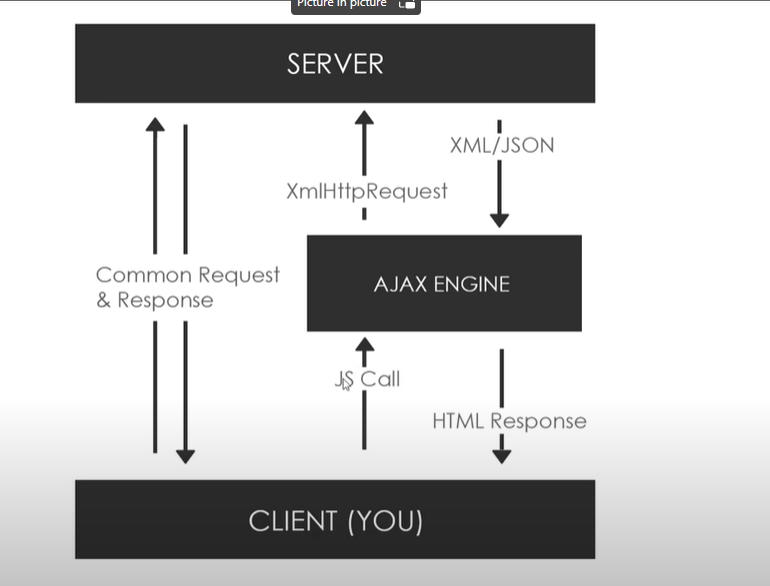 Picture in picture
SERVER
XML/JSON
XmlHttpRequest
Common Request
& Response
AJAX ENGINE
JS Call
HTML Response
CLIENT (YOU)